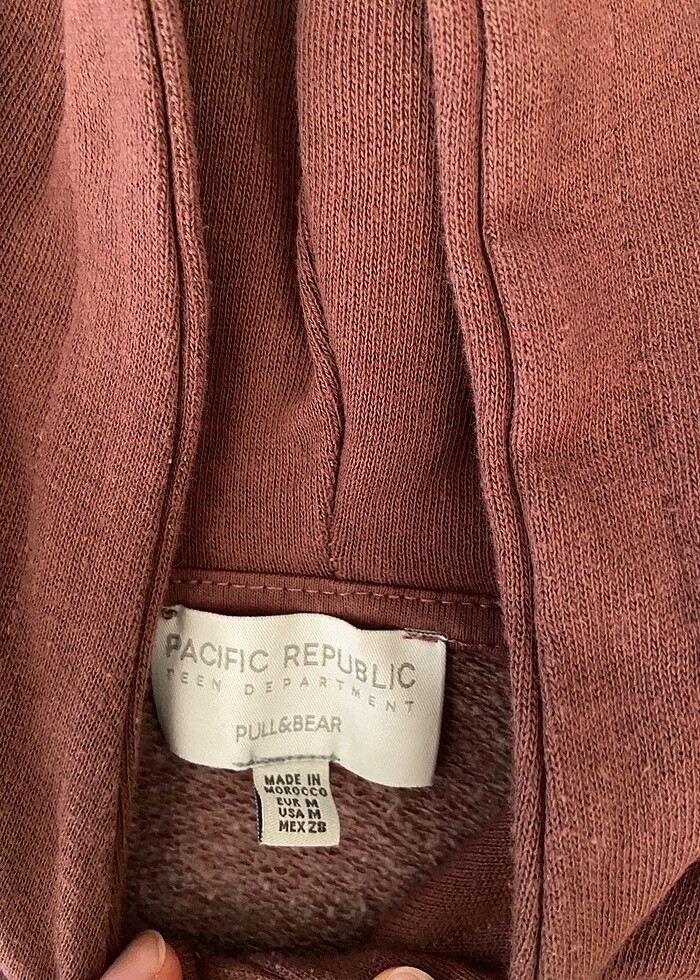 PACIFIC REPUBLIC
TEEN DEPARTMENT
PULL&BEAR
MADE IN
MOROCCO
EUR M
USA M
MEX 28